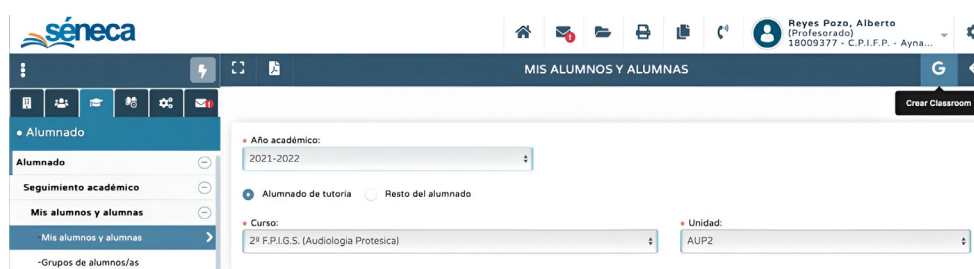 séneca
Reyes Pozo, Alberto
(Profesorado)
18009377 - C.P.I.F.P. - Ayna...
MIS ALUMNOS Y ALUMNAS
G
Crear Classroom
• Alumnado
Alumnado
Seguimiento académico
Mis alumnos y alumnas
-Mis alumnos y alumnas
-Grupos de alumnos/as
• Año académico:
2021-2022
Alumnado de tutoría Resto del alumnado
• Curso:
2º F.P.I.G.S. (Audiologia Protesica)
• Unidad:
AUP2